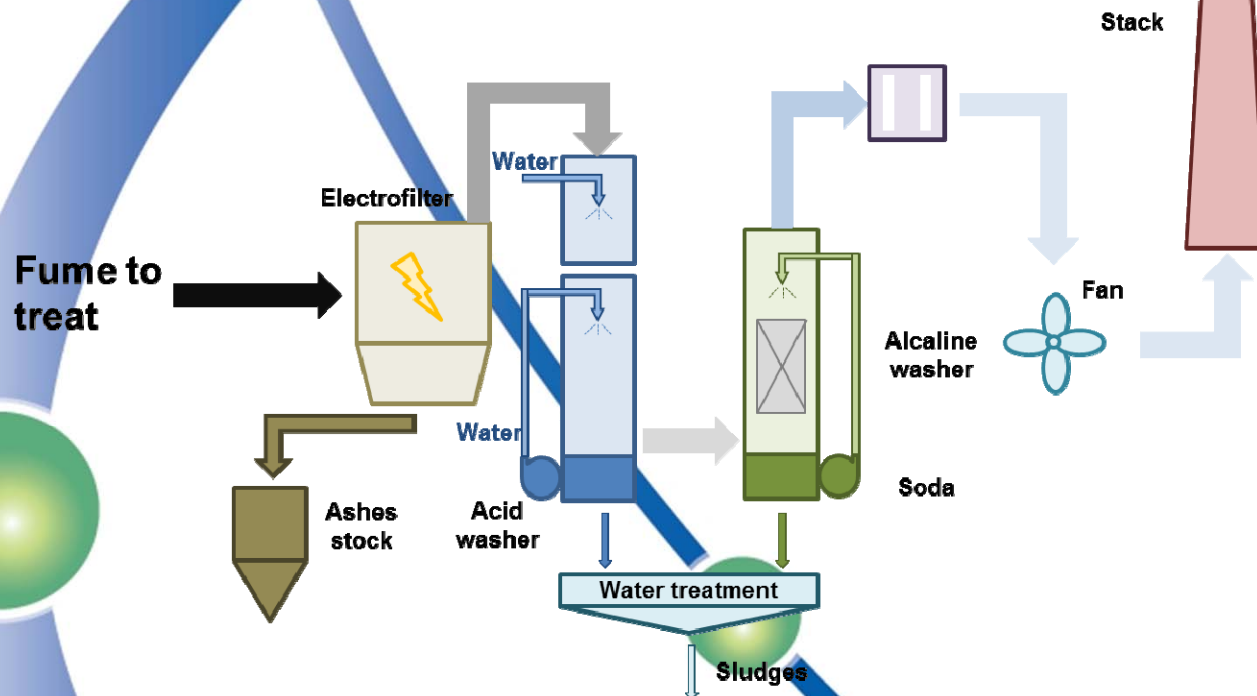 Stack
Water
Electrofilter
Fume to
treat
Fan
Alcaline
washer
Water
Soda
Ashes
stock
Acid
washer
Water treatment
Sludges